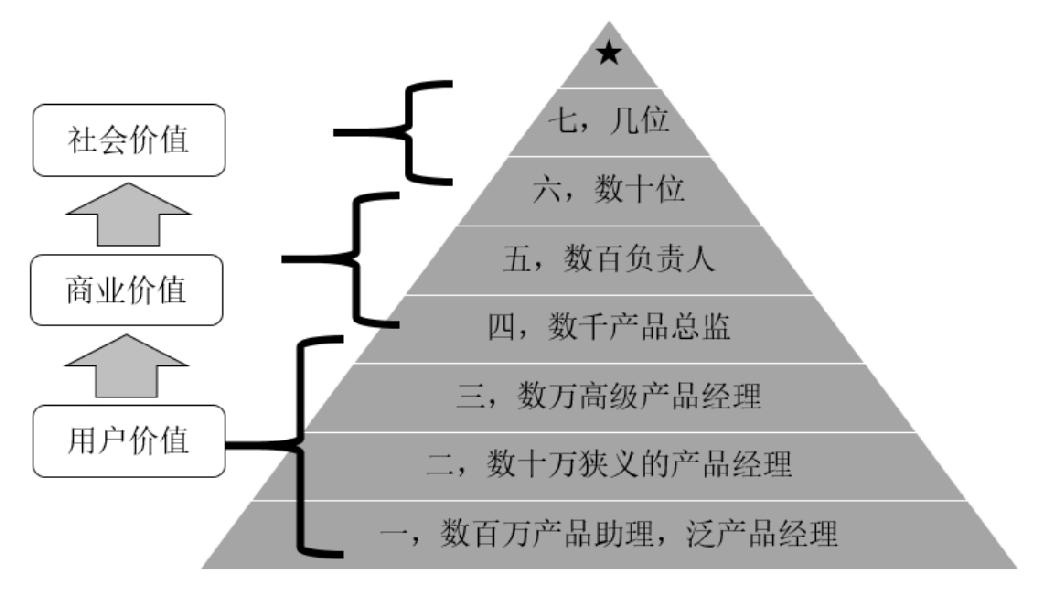 社会价值
商业价值
用户价值
七，几位
六，数十位
五，数百负责人
四，数千产品总监
三，数万高级产品经理
二，数十万狭义的产品经理
一，数百万产品助理，泛产品经理